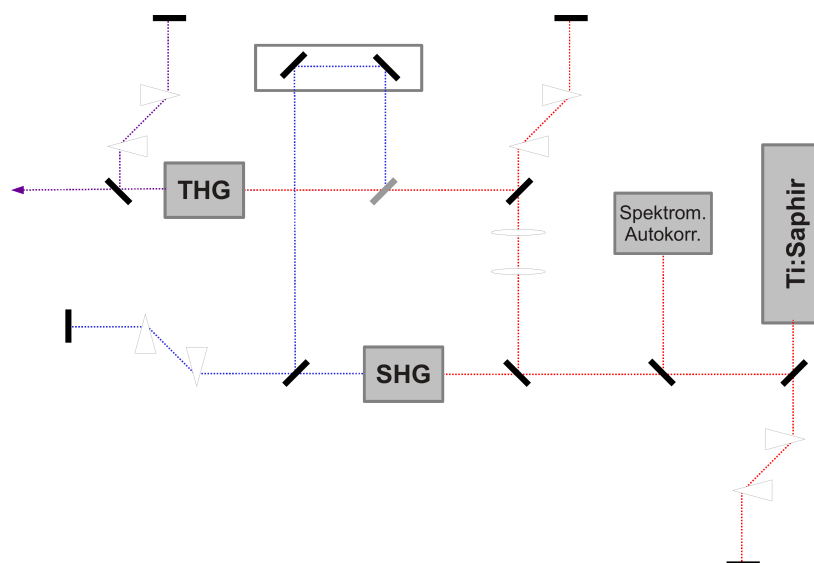 THG
Spektrom.
Autokorr.
Ti:Saphir
SHG